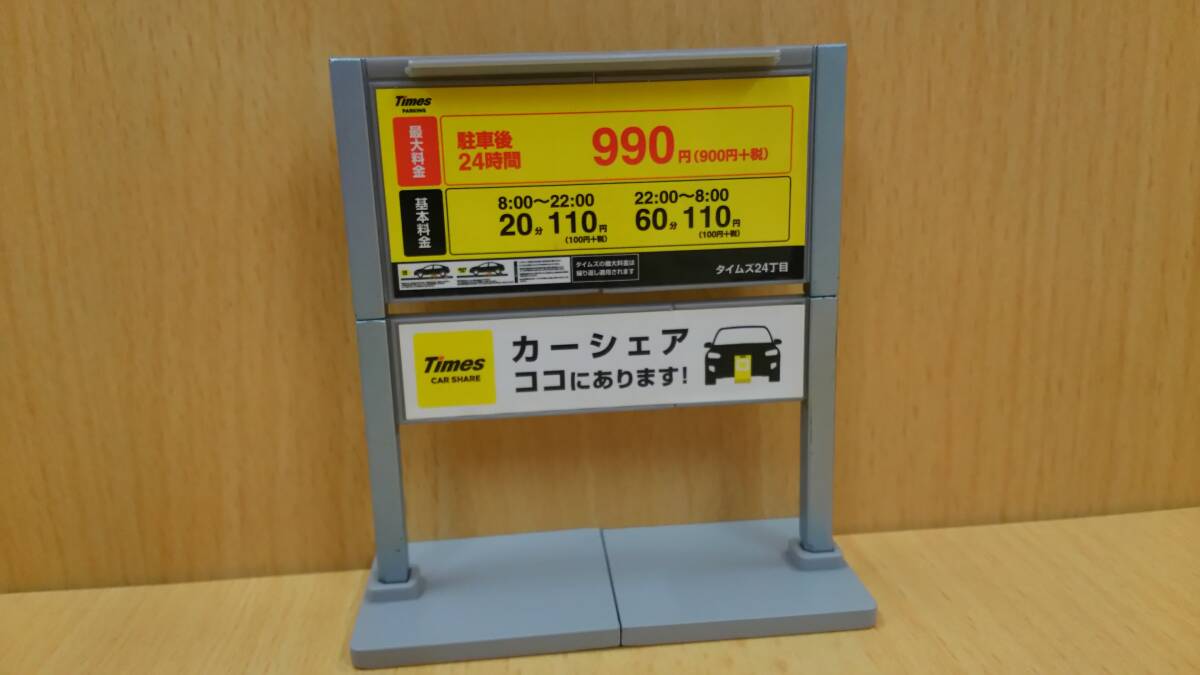 Times
PARKING
最大料金
駐車後
24時間
990円(900円+税)
基本料金
8:00〜22:00
20分110円
(100円+税)
22:00〜8:00
60分110円
(100円+税)
タイムズの最大料金は
繰り返し適用されます
タイムズ24丁目
Times
CAR SHARE
カーシェア
ココにあります!